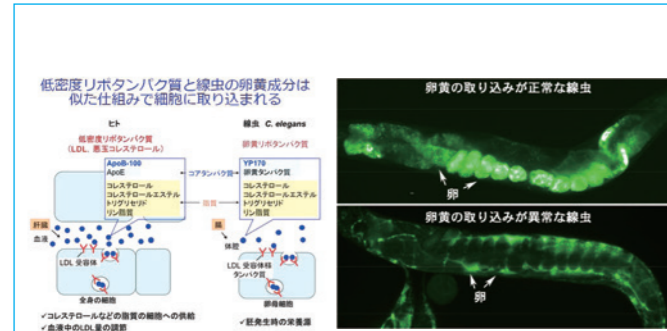 低密度リポタンパク質と線虫の卵黄成分は
似た仕組みで細胞に取り込まれる
ヒト
低密度リポタンパク質
(LDL、悪玉コレステロール)
ApoB-100
ApoE
コレステロール
コレステロールエステル
トリグリセリド
リン脂質
コアタンパク質
脂質
線虫 C. elegans
卵黄リポタンパク質
YP170
卵黄タンパク質
コレステロール
コレステロールエステル
トリグリセリド
リン脂質
肝臓
血液
LDL 受容体
全身の細胞
✓コレステロールなどの脂質の細胞への供給
✓血液中のLDL量の調節
腸
体腔
LDL 受容体様
タンパク質
卵母細胞
✓胚発生時の栄養源
卵黄の取り込みが正常な線虫
卵
卵黄の取り込みが異常な線虫
卵